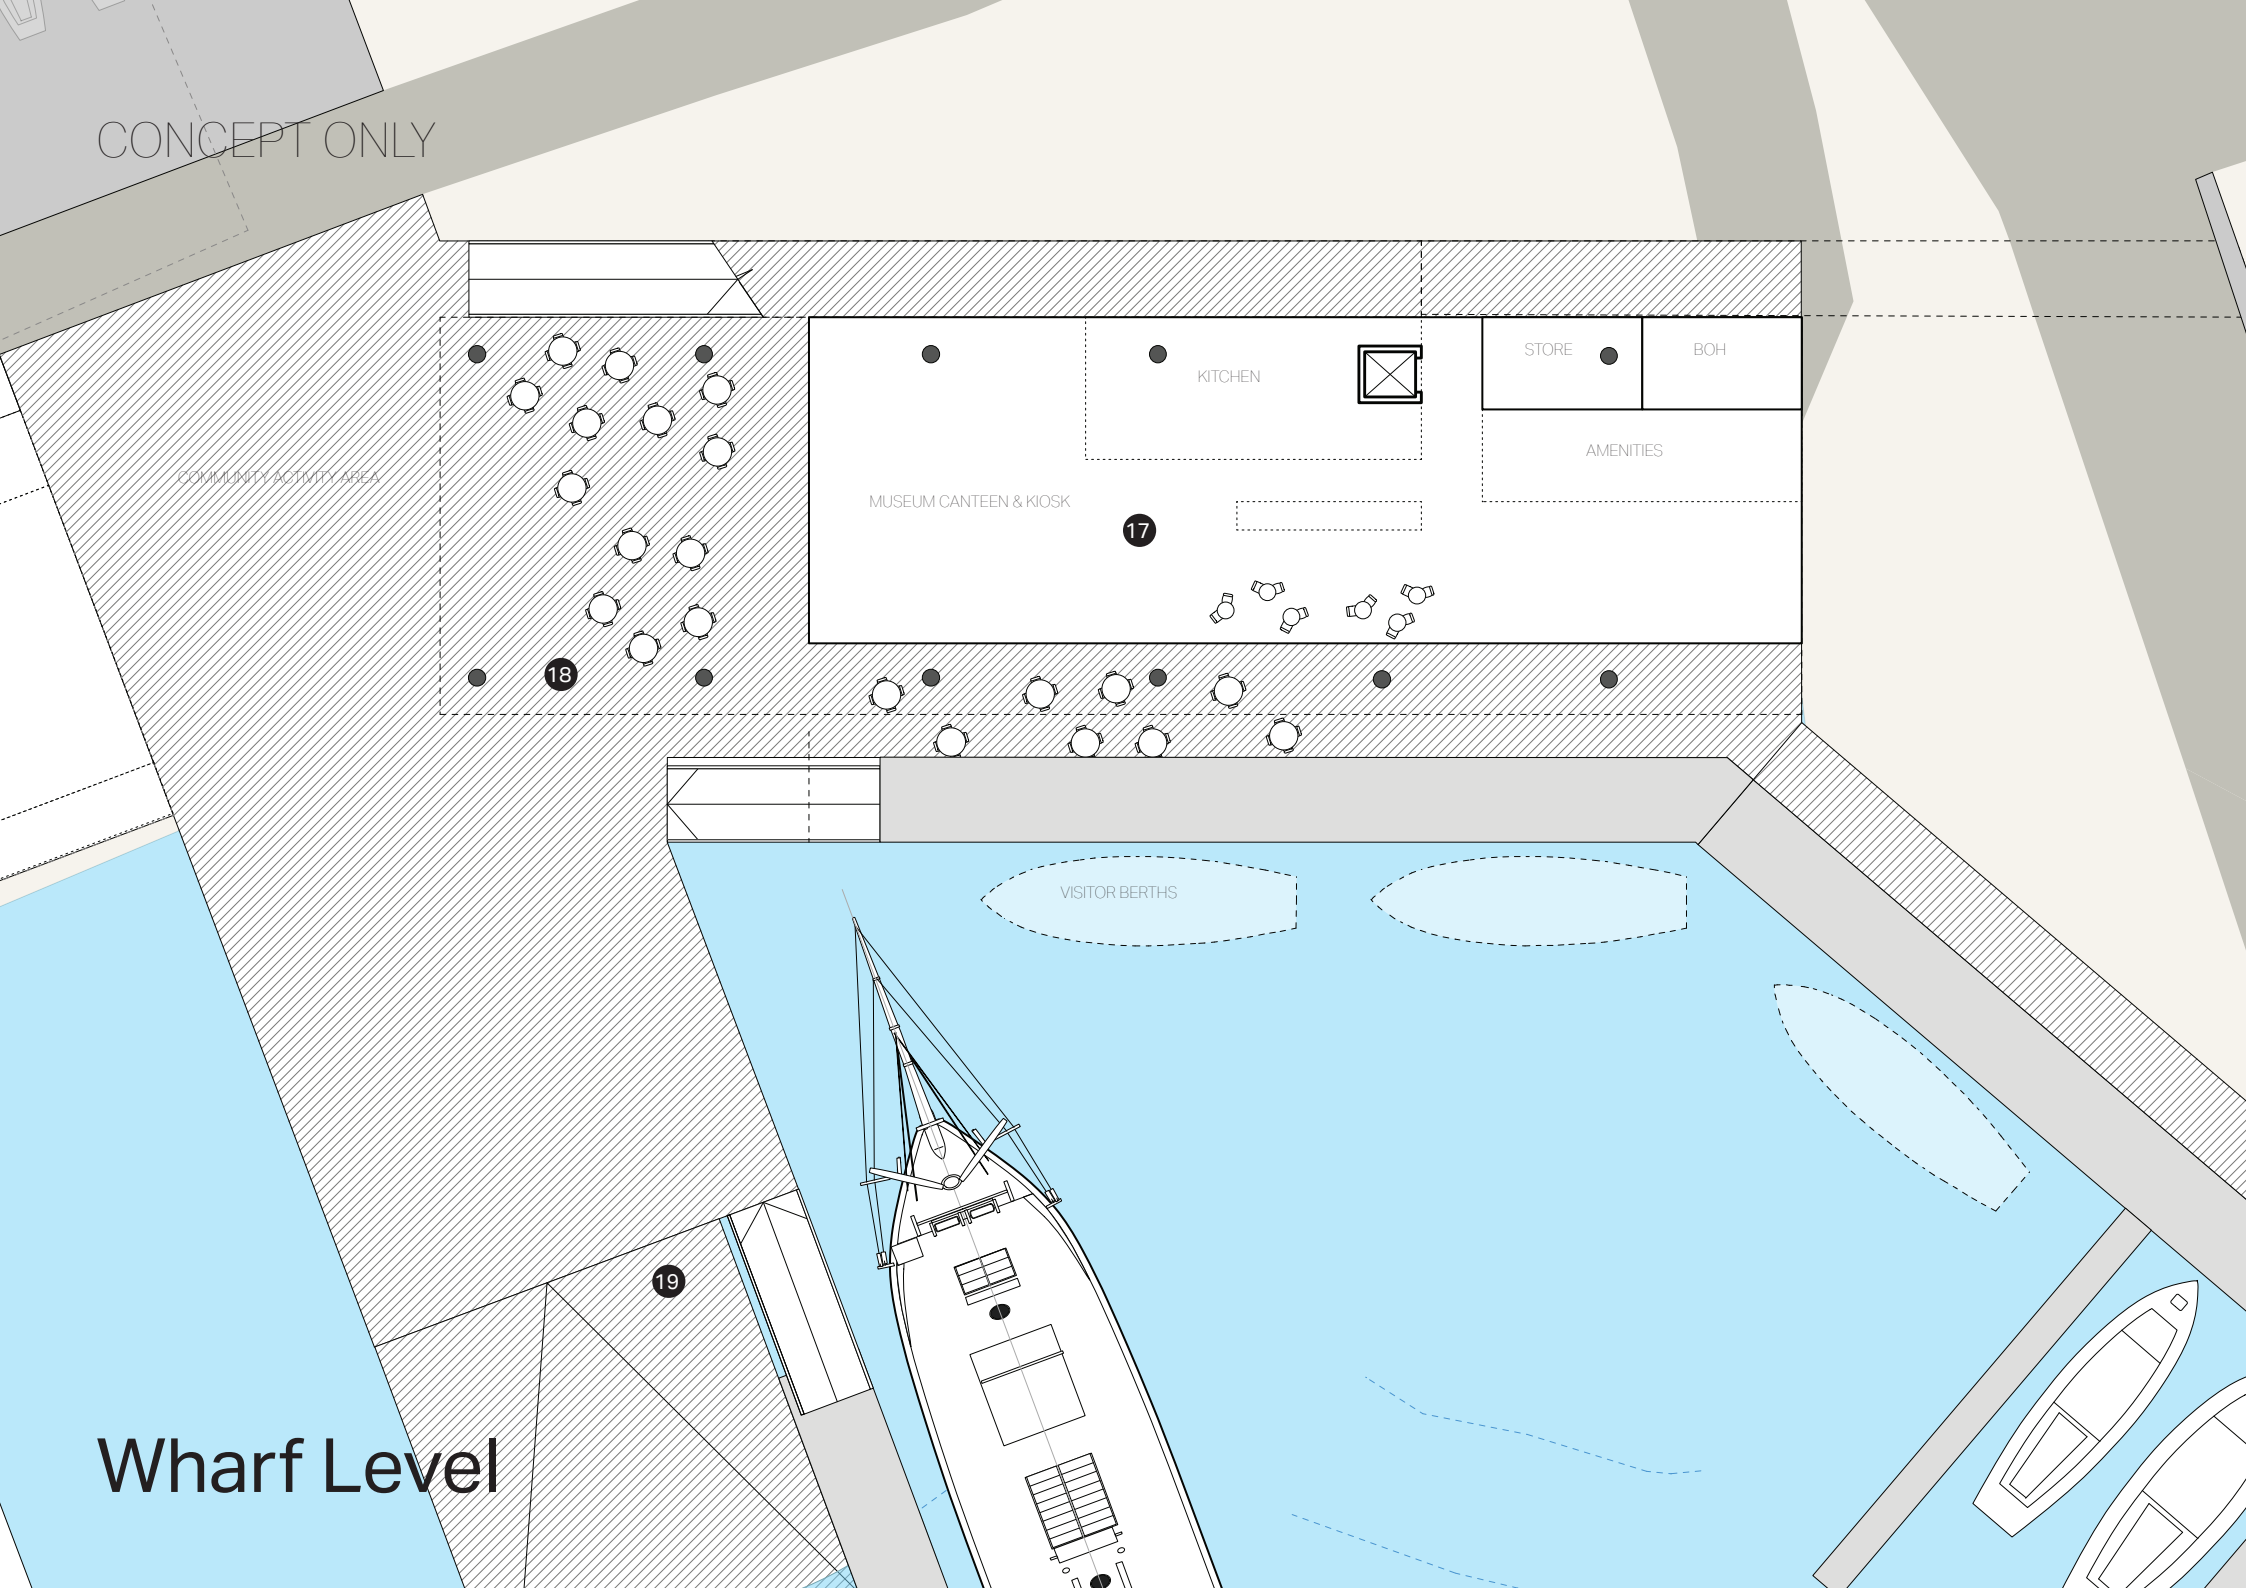 CONCEPT ONLY
STORE
BOH
KITCHEN
AMENITIES
COMMUNITY ACTIVITY AREA
MUSEUM CANTEEN & KIOSK
17
18
VISITOR BERTHS
19
Wharf Level